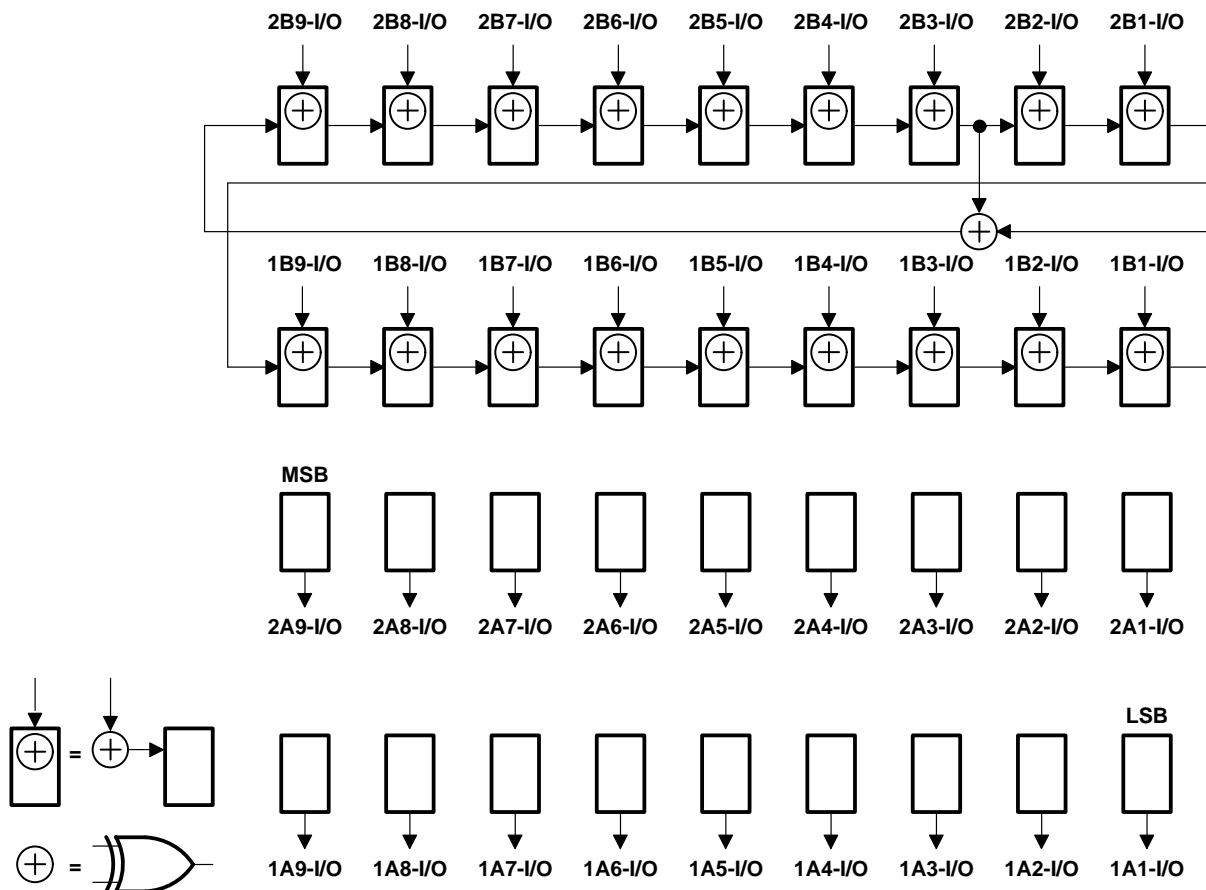 2B9-I/O 2B8-I/O 2B7-I/O 2B6-I/O 2B5-I/O 2B4-I/O 2B3-I/O 2B2-I/O 2B1-I/O
1B9-I/O 1B8-I/O 1B7-I/O 1B6-I/O 1B5-I/O 1B4-I/O 1B3-I/O 1B2-I/O 1B1-I/O
MSB
2A9-I/O 2A8-I/O 2A7-I/O 2A6-I/O 2A5-I/O 2A4-I/O 2A3-I/O 2A2-I/O 2A1-I/O
LSB
=
=
1A9-I/O 1A8-I/O 1A7-I/O 1A6-I/O 1A5-I/O 1A4-I/O 1A3-I/O 1A2-I/O 1A1-I/O